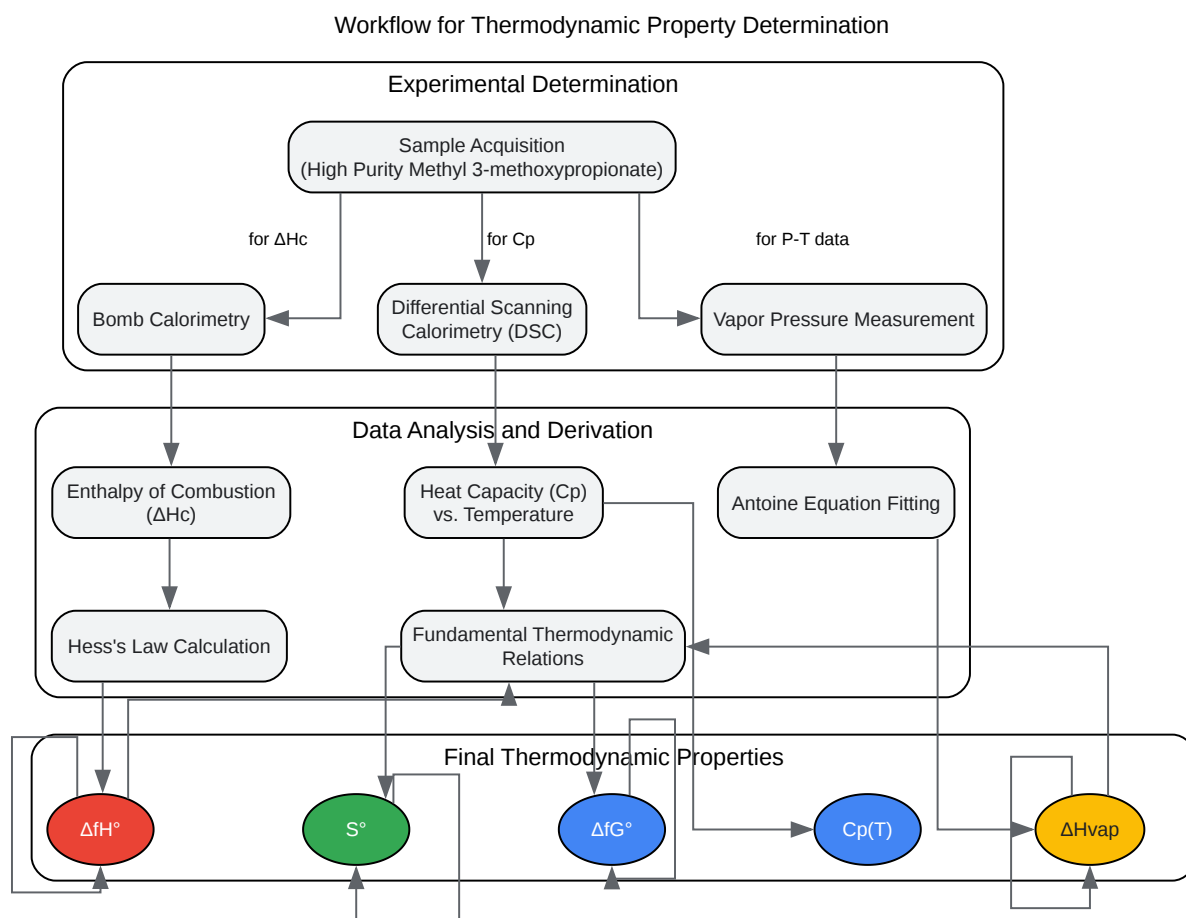 Workflow for Thermodynamic Property Determination
Experimental Determination
Sample Acquisition
(High Purity Methyl 3-methoxypropionate)
for ΔHc
for Cp
for P-T data
Bomb Calorimetry
Differential Scanning
Calorimetry (DSC)
Vapor Pressure Measurement
Data Analysis and Derivation
Enthalpy of Combustion
(ΔHc)
Heat Capacity (Cp)
vs. Temperature
Antoine Equation Fitting
Hess's Law Calculation
Fundamental Thermodynamic
Relations
Final Thermodynamic Properties
ΔfH°
S°
ΔfG°
Cp(T)
ΔHvap